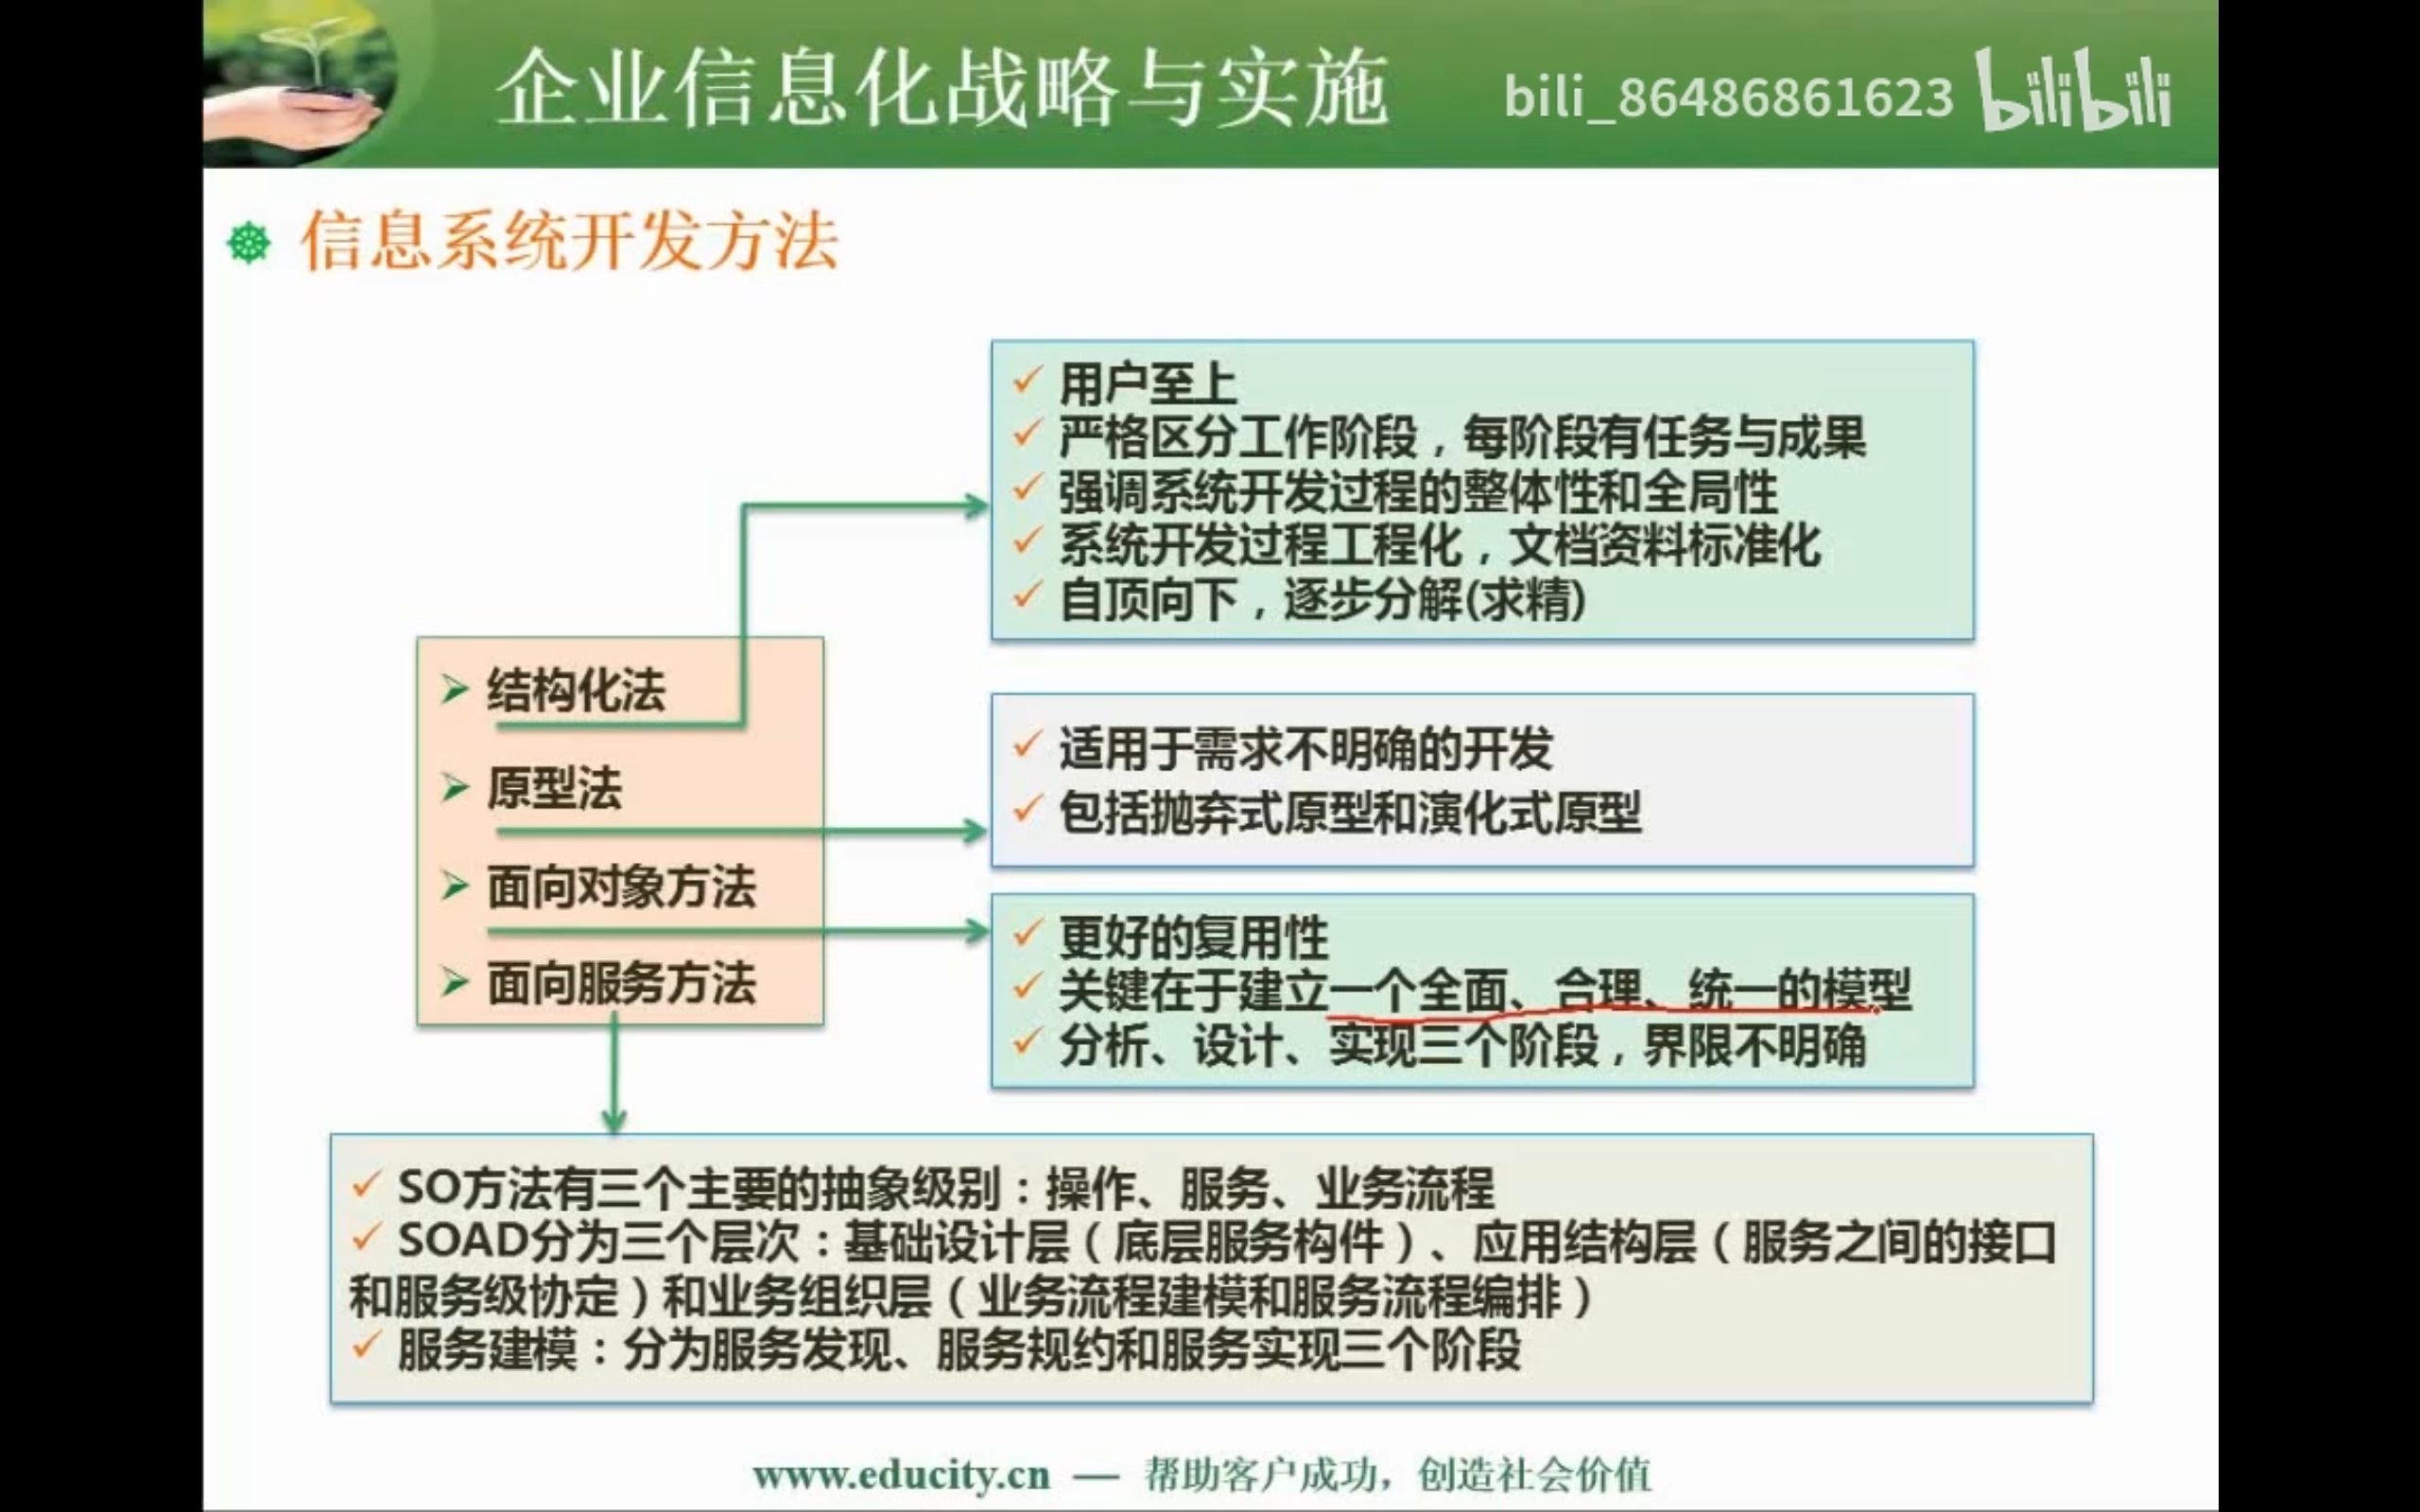 企业信息化战略与实施
bili_86486861623 bilibili
信息系统开发方法
用户至上
严格区分工作阶段，每阶段有任务与成果
强调系统开发过程的整体性和全局性
系统开发过程工程化，文档资料标准化
自顶向下，逐步分解(求精)
结构化法
原型法
面向对象方法
面向服务方法
适用于需求不明确的开发
包括抛弃式原型和演化式原型
更好的复用性
关键在于建立一个全面、合理、统一的模型
分析、设计、实现三个阶段，界限不明确
SO方法有三个主要的抽象级别：操作、服务、业务流程
SOAD分为三个层次：基础设计层（底层服务构件）、应用结构层（服务之间的接口
和服务级协定）和业务组织层（业务流程建模和服务流程编排）
服务建模：分为服务发现、服务规约和服务实现三个阶段
www.educity.cn — 帮助客户成功，创造社会价值